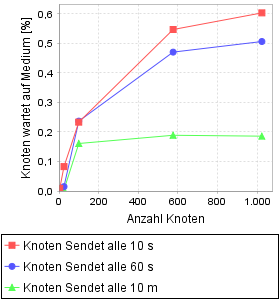 Knoten wartet auf Medium [%]
0,6
0,5
0,4
0,3
0,2
0,1
0,0
0 200 400 600 800 1.000
Anzahl Knoten
Knoten Sendet alle 10 s
Knoten Sendet alle 60 s
Knoten Sendet alle 10 m